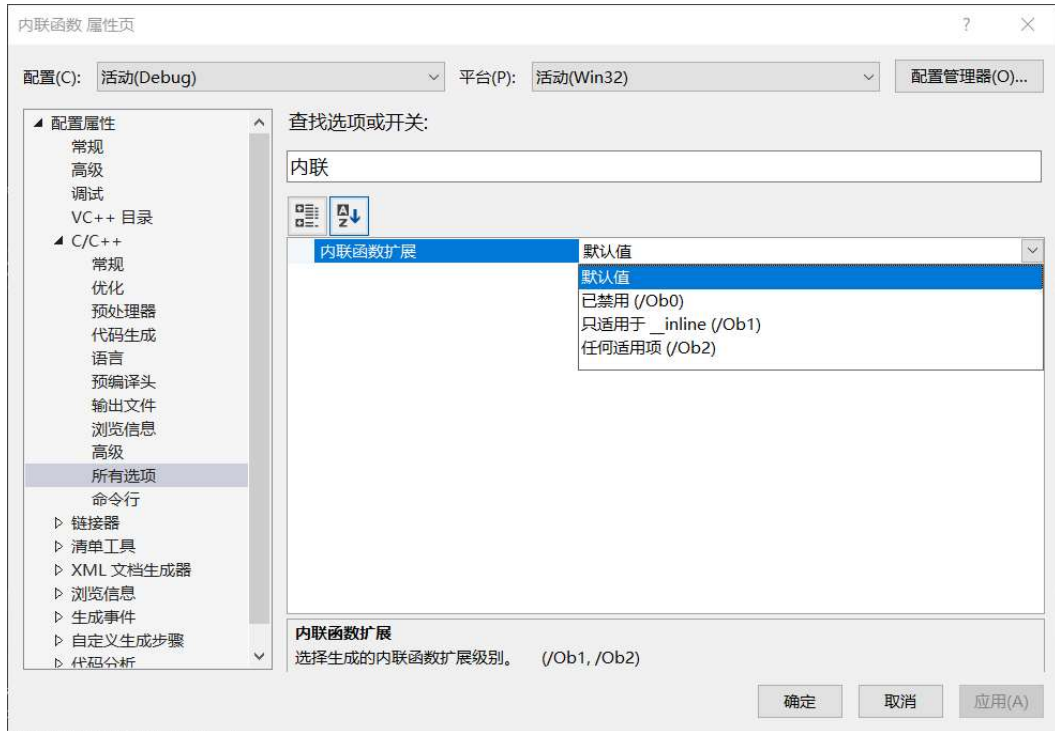 内联函数 属性页
配置(C): 活动(Debug) 平台(P): 活动(Win32) 配置管理器(O)...
配置属性
常规
高级
调试
VC++ 目录
C/C++
常规
优化
预处理器
代码生成
语言
预编译头
输出文件
浏览信息
高级
所有选项
命令行
链接器
清单工具
XML 文档生成器
浏览信息
生成事件
自定义生成步骤
代码分析
查找选项或开关:
内联
内联函数扩展 默认值
默认值
已禁用 (/Ob0)
只适用于 __inline (/Ob1)
任何适用项 (/Ob2)
内联函数扩展
选择生成的内联函数扩展级别。 (/Ob1, /Ob2)
确定 取消 应用(A)